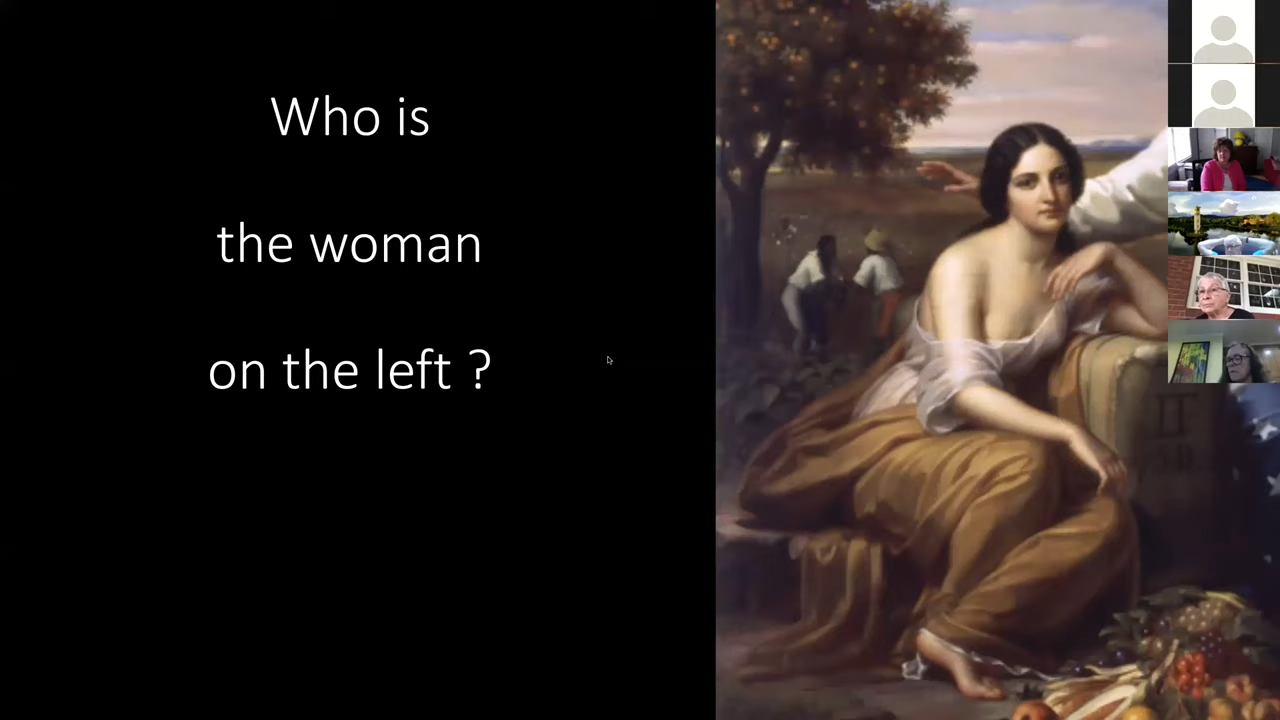 Who is
the woman
on the left ?